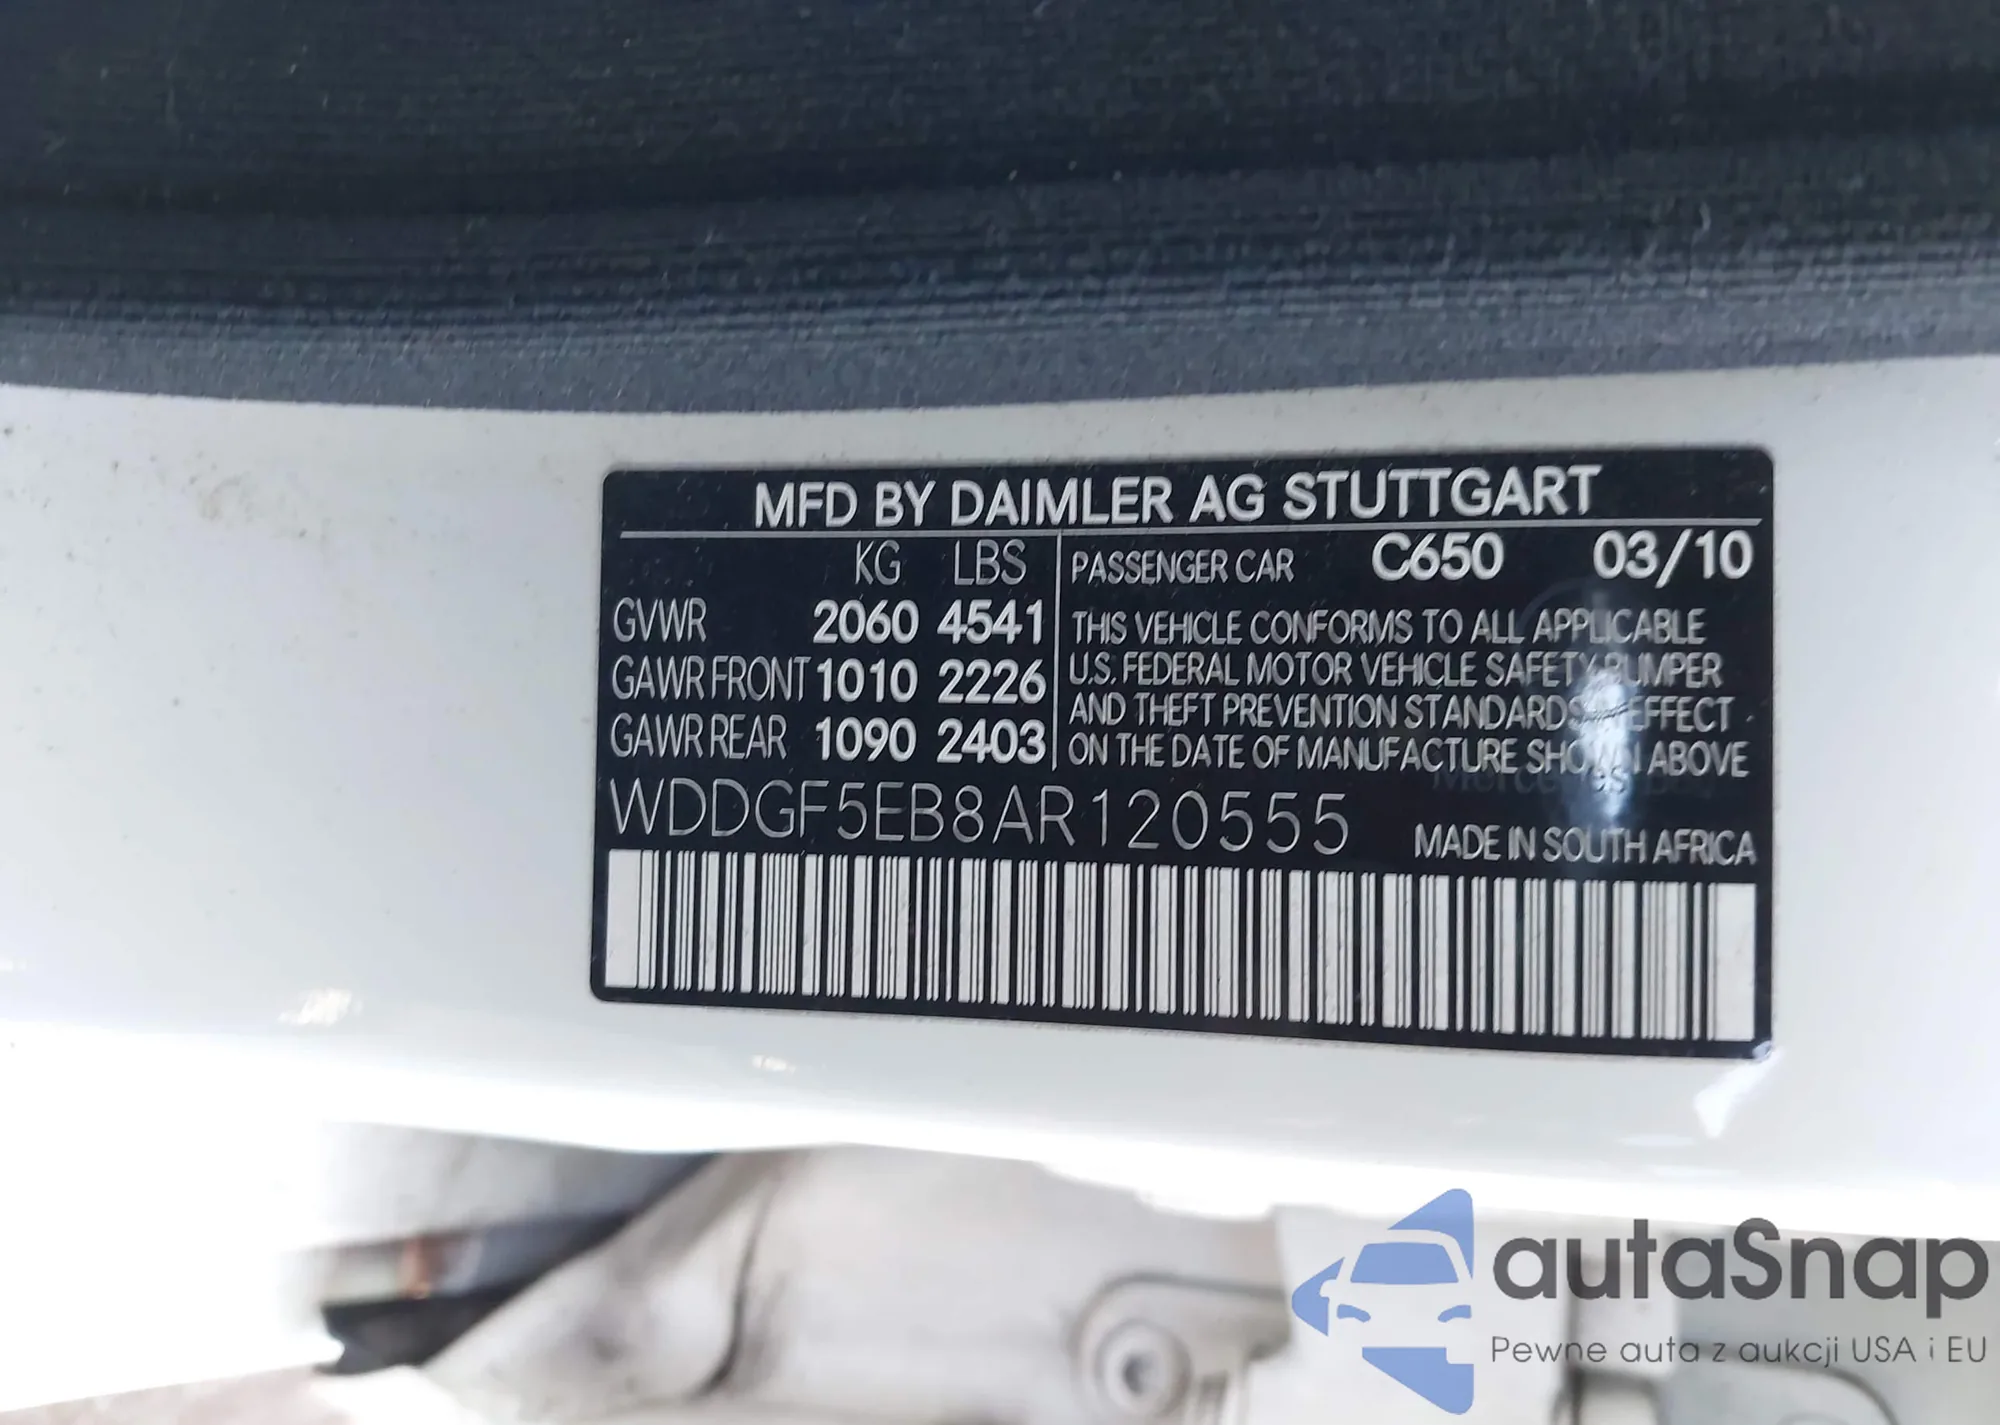 MFD BY DAIMLER AG STUTTGART
KG LBS
GVWR 2060 4541
GAWR FRONT 1010 2226
GAWR REAR 1090 2403
PASSENGER CAR C650 03/10
THIS VEHICLE CONFORMS TO ALL APPLICABLE
U.S. FEDERAL MOTOR VEHICLE SAFETY BUMPER
AND THEFT PREVENTION STANDARDS EFFECT
ON THE DATE OF MANUFACTURE SHOWN ABOVE
WDDGF5EB8AR120555
MADE IN SOUTH AFRICA
autaSnap
Pewne auta z aukcji USA i EU